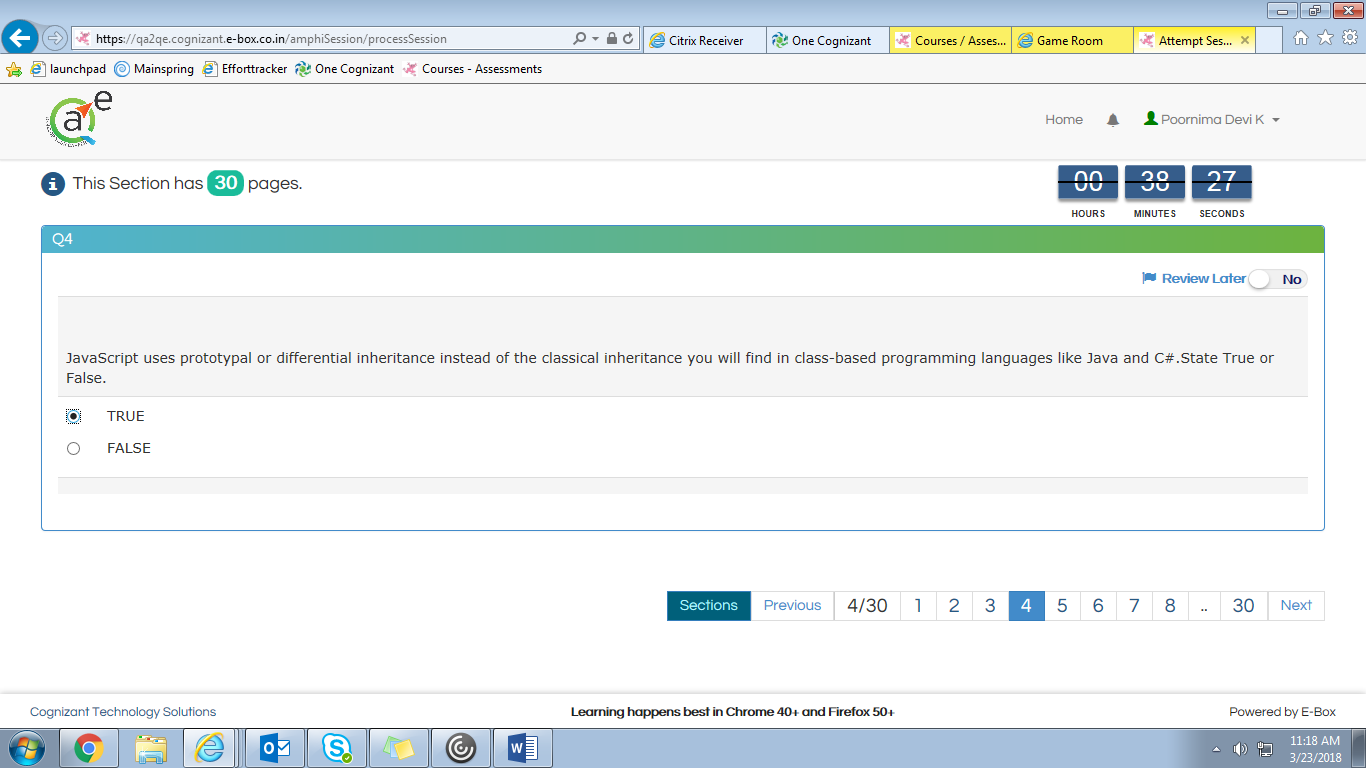 https://qa2qe.cognizant.e-box.co.in/amphiSession/processSession
Citrix Receiver
One Cognizant
Courses / Asses...
Game Room
Attempt Ses...
launchpad
Mainspring
Efforttracker
One Cognizant
Courses - Assessments
a e
Home
Poornima Devi K
This Section has 30 pages.
00 38 27
HOURS MINUTES SECONDS
Q4
Review Later No
JavaScript uses prototypal or differential inheritance instead of the classical inheritance you will find in class-based programming languages like Java and C#.State True or
False.
TRUE
FALSE
Sections Previous 4/30 1 2 3 4 5 6 7 8 .. 30 Next
Cognizant Technology Solutions
Learning happens best in Chrome 40+ and Firefox 50+
Powered by E-Box
11:18 AM
3/23/2018